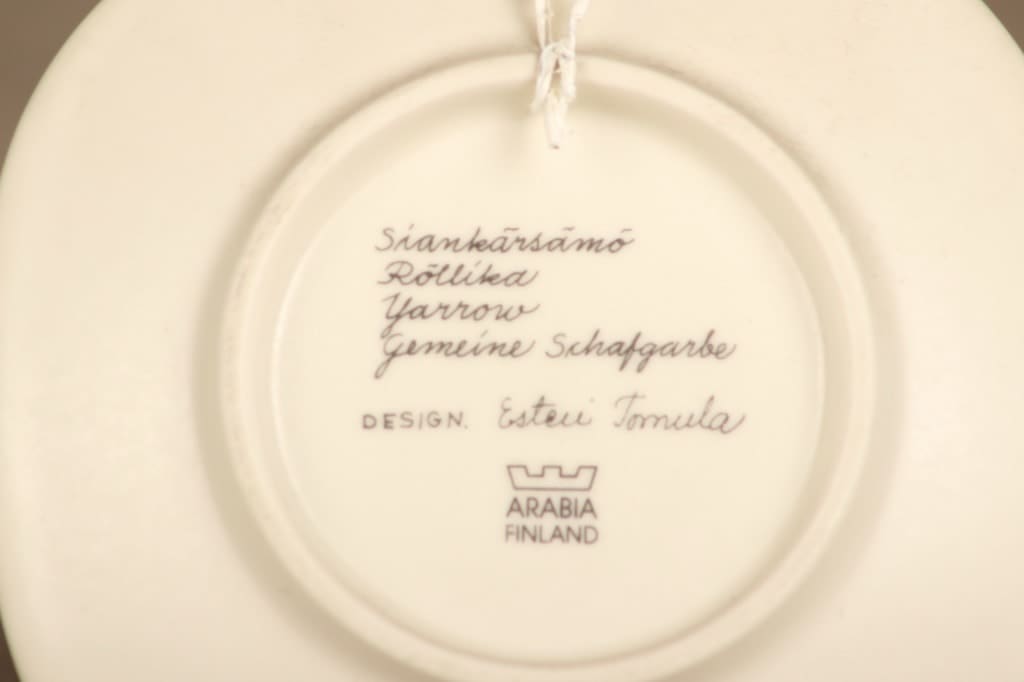 Siankärsämö
Röllika
Yarrow
Gemeine Schafgarbe
DESIGN. Esteri Tomula
ARABIA
FINLAND